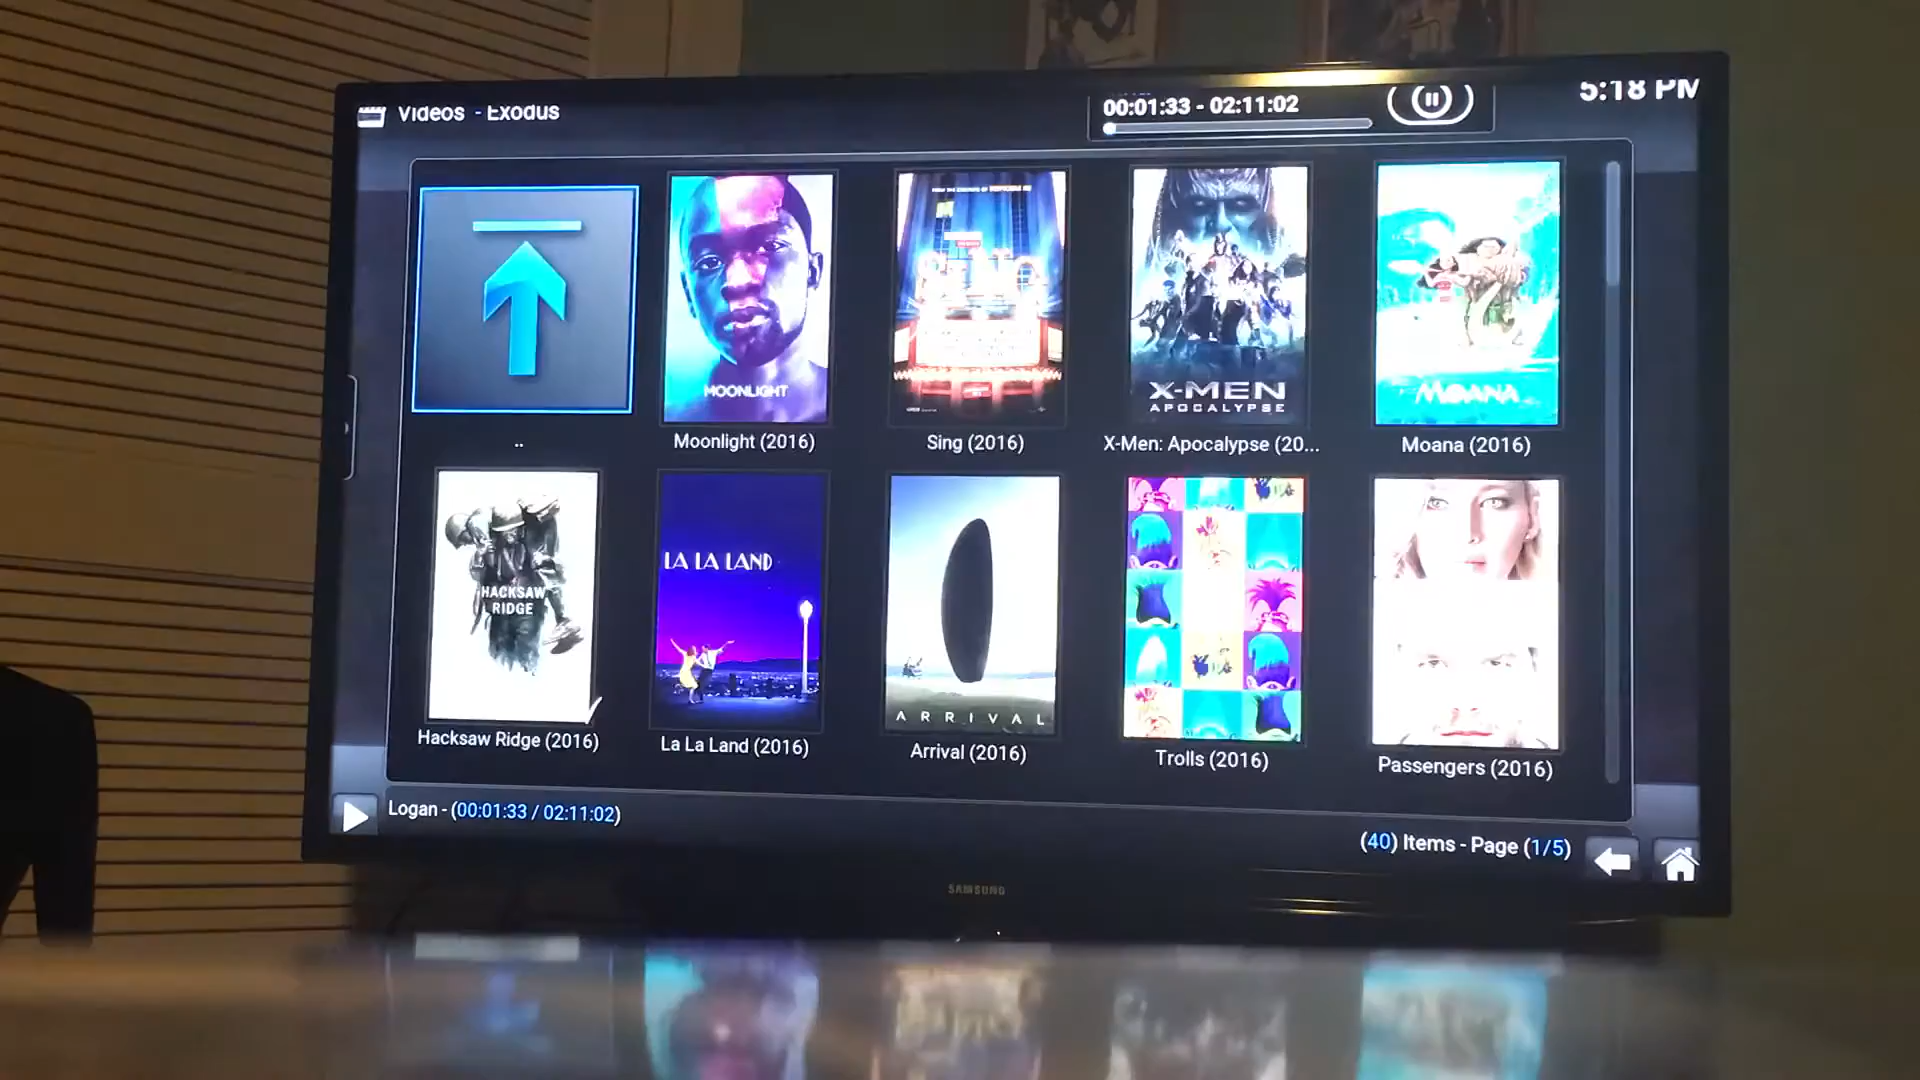 Videos - Exodus
00:01:33 - 02:11:02
5:18 PM
MOONLIGHT
SING
X-MEN
APOCALYPSE
MOANA
..
Moonlight (2016)
Sing (2016)
X-Men: Apocalypse (20...
Moana (2016)
HACKSAW
RIDGE
LA LA LAND
ARRIVAL
Hacksaw Ridge (2016)
La La Land (2016)
Arrival (2016)
Trolls (2016)
Passengers (2016)
Logan - (00:01:33 / 02:11:02)
(40) Items - Page (1/5)
SAMSUNG